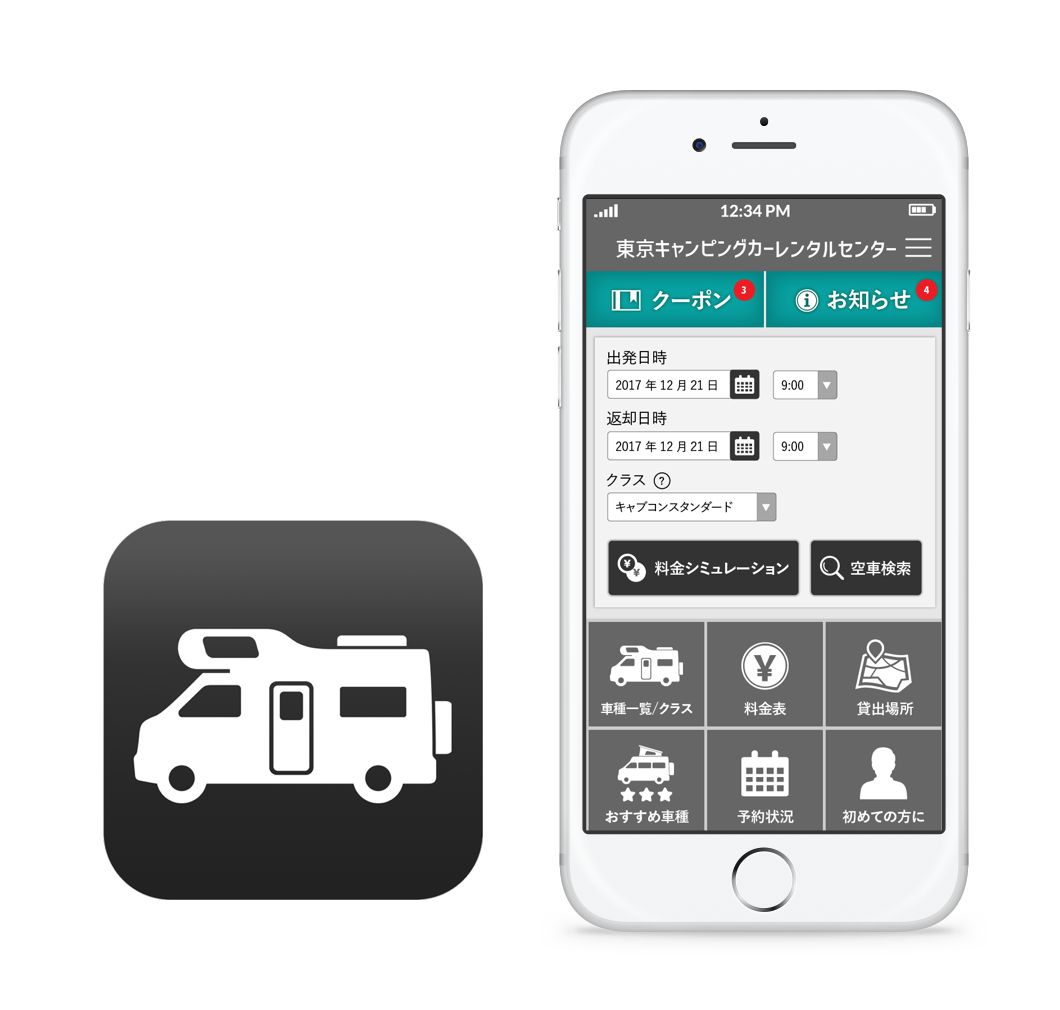 12:34 PM
東京キャンピングカーレンタルセンター
クーポン 3 お知らせ 4
出発日時
2017 年 12 月 21 日 9:00
返却日時
2017 年 12 月 21 日 9:00
クラス ?
キャブコンスタンダード
料金シミュレーション 空車検索
車種一覧/クラス 料金表 貸出場所
おすすめ車種 予約状況 初めての方に